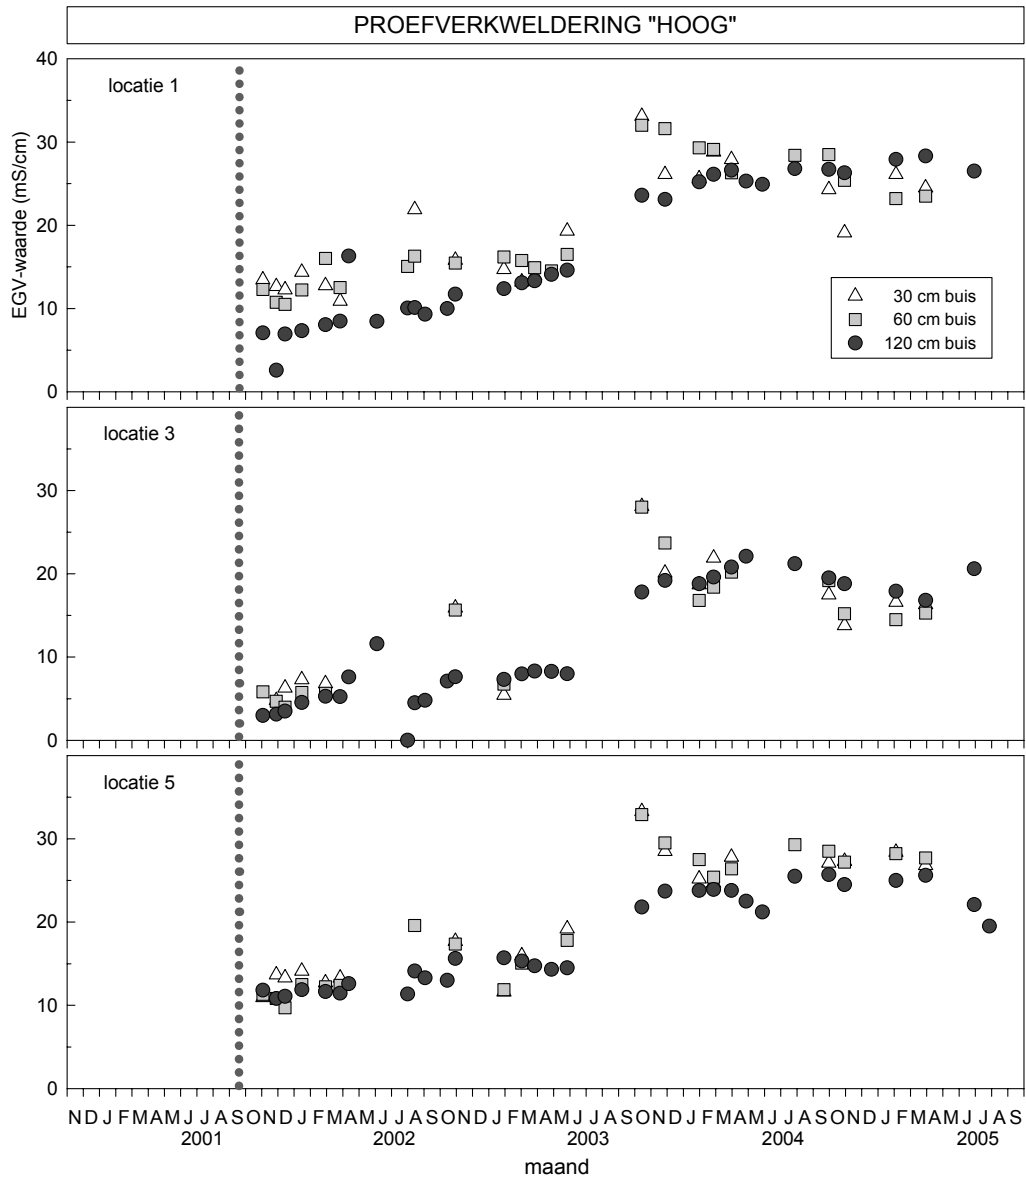 PROEFVERKWELDERING "HOOG"
40
locatie 1
30
20
10
0
EGV-waarde (mS/cm)
30 cm buis
60 cm buis
120 cm buis
locatie 3
30
20
10
0
locatie 5
30
20
10
0
N D J F M A M J J A S O N D J F M A M J J A S O N D J F M A M J J A S O N D J F M A M J J A S O N D J F M A M J J A S
2001 2002 2003 2004 2005
maand